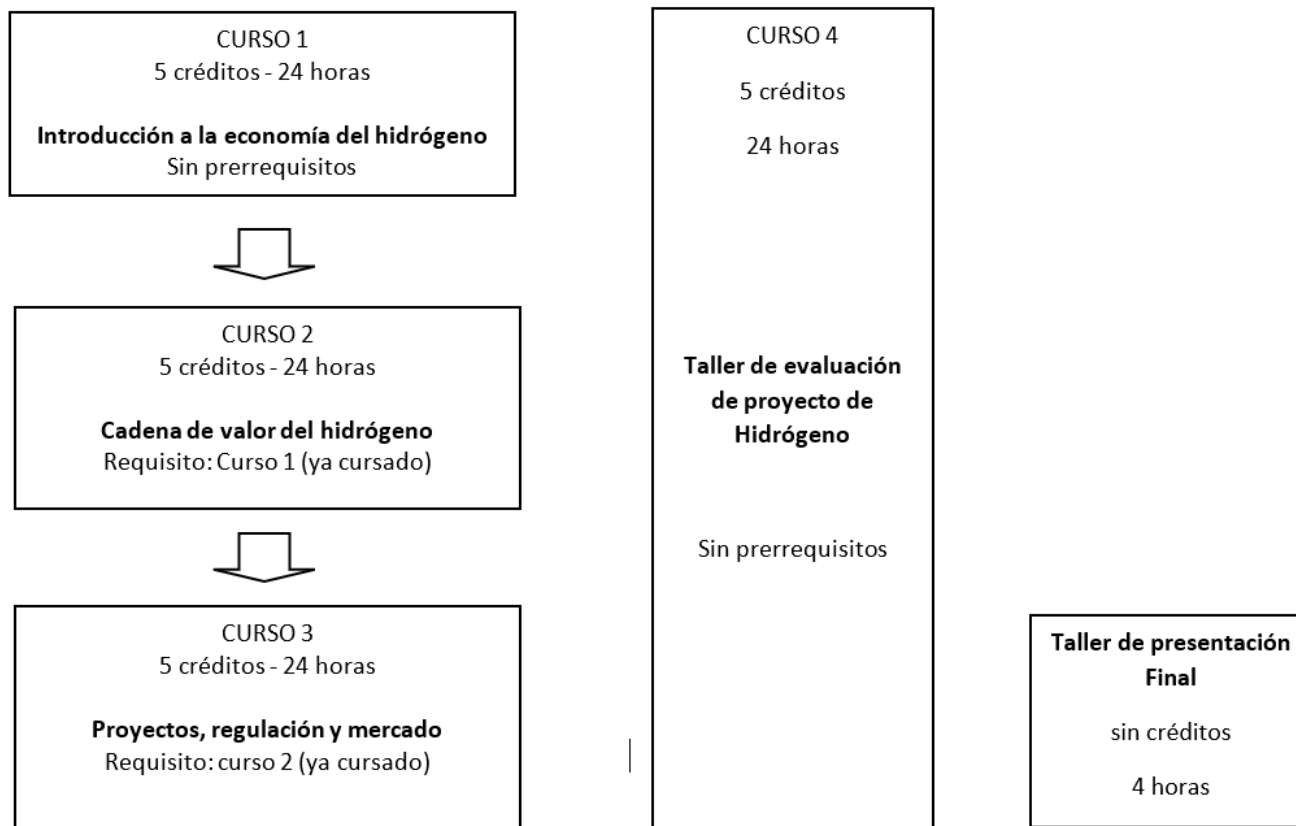 CURSO 1
5 créditos - 24 horas
Introducción a la economía del hidrógeno
Sin prerrequisitos
CURSO 2
5 créditos - 24 horas
Cadena de valor del hidrógeno
Requisito: Curso 1 (ya cursado)
CURSO 3
5 créditos - 24 horas
Proyectos, regulación y mercado
Requisito: curso 2 (ya cursado)
CURSO 4
5 créditos
24 horas
Taller de evaluación
de proyecto de
Hidrógeno
Sin prerrequisitos
Taller de presentación
Final
sin créditos
4 horas